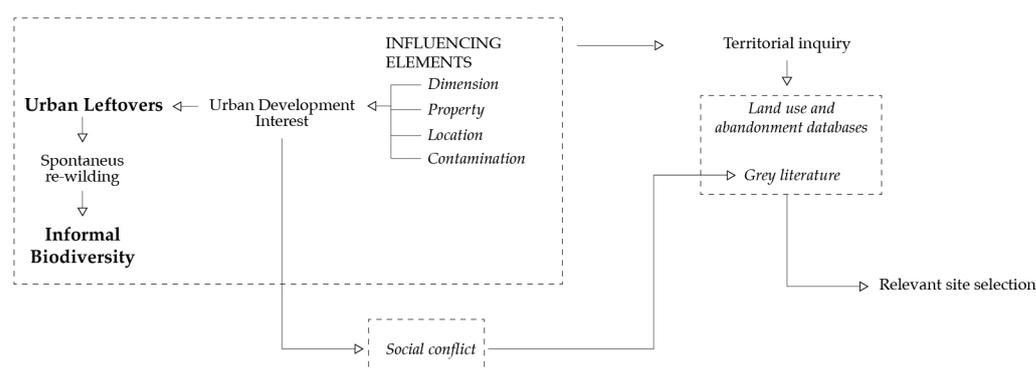 INFLUENCING
ELEMENTS
Dimension
Property
Location
Contamination
Urban Development
Interest
Urban Leftovers
Spontaneus
re-wilding
Informal
Biodiversity
Social conflict
Territorial inquiry
Land use and
abandonment databases
Grey literature
Relevant site selection